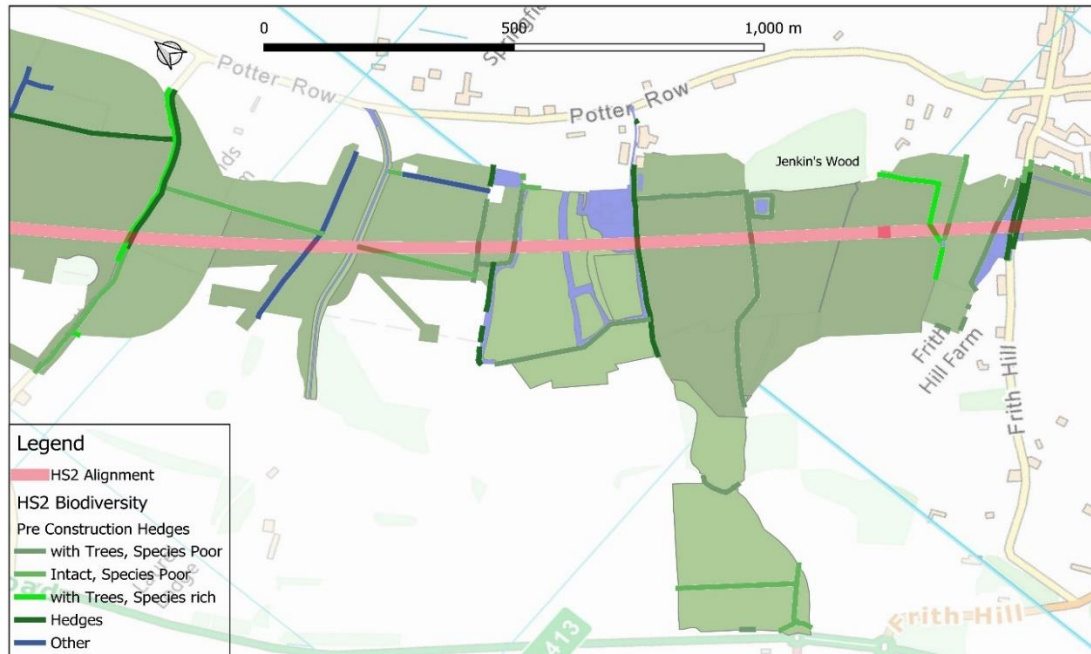 0
500
1,000 m
Potter Row
Springfie
Potter Row
Jenkin's Wood
Frith
Hill Farm
Frith Hill
Legend
HS2 Alignment
HS2 Biodiversity
Pre Construction Hedges
with Trees, Species Poor
Intact, Species Poor
with Trees, Species rich
Hedges
Other
413
Frith Hill